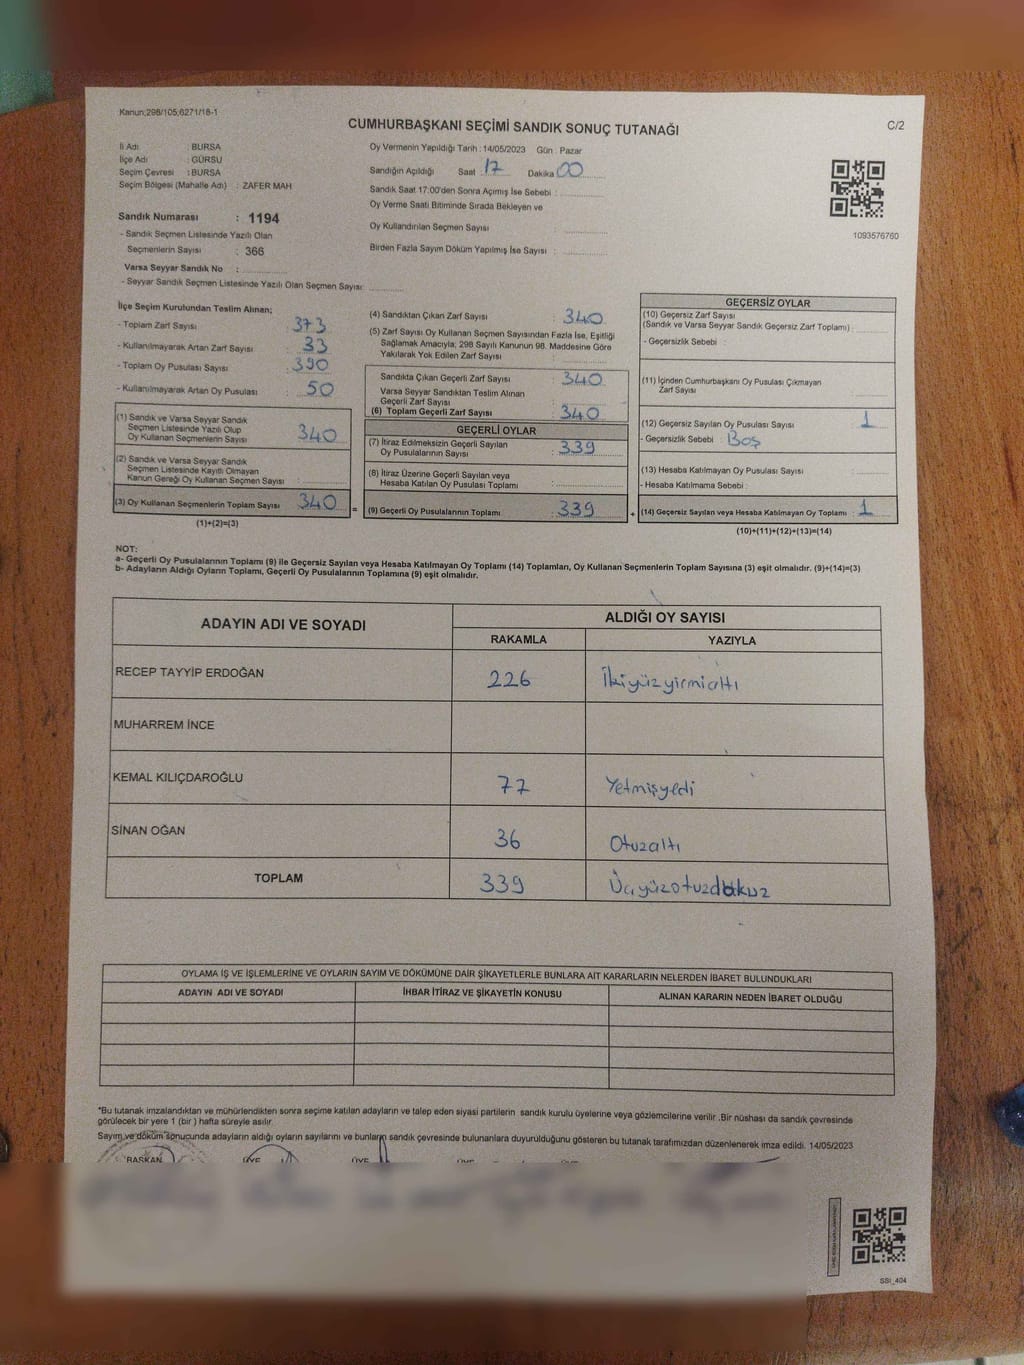 Kanun;298/105;6271/18-1
CUMHURBAŞKANI SEÇİMİ SANDIK SONUÇ TUTANAĞI
C/2
İl Adı : BURSA
İlçe Adı : GÜRSU
Seçim Çevresi : BURSA
Seçim Bölgesi (Mahalle Adı) : ZAFER MAH
Sandık Numarası : 1194
- Sandık Seçmen Listesinde Yazılı Olan
Seçmenlerin Sayısı : 366
Varsa Seyyar Sandık No :
- Seyyar Sandık Seçmen Listesinde Yazılı Olan Seçmen Sayısı:
Oy Vermenin Yapıldığı Tarih : 14/05/2023 Gün : Pazar
Sandığın Açıldığı Saat 17 Dakika 00
Sandık Saat 17:00'den Sonra Açımış İse Sebebi :
Oy Verme Saati Bitiminde Sırada Bekleyen ve
Oy Kullandırılan Seçmen Sayısı :
Birden Fazla Sayım Döküm Yapılmış İse Sayısı :
1093576760
İlçe Seçim Kurulundan Teslim Alınan;
- Toplam Zarf Sayısı : 373
- Kullanılmayarak Artan Zarf Sayısı : 33
- Toplam Oy Pusulası Sayısı : 390
- Kullanılmayarak Artan Oy Pusulası : 50
(1) Sandık ve Varsa Seyyar Sandık
Seçmen Listesinde Yazılı Olup
Oy Kullanan Seçmenlerin Sayısı : 340
(2) Sandık ve Varsa Seyyar Sandık
Seçmen Listesinde Kayıtlı Olmayan
Kanun Gereği Oy Kullanan Seçmen Sayısı :
(3) Oy Kullanan Seçmenlerin Toplam Sayısı : 340 =
(1)+(2)=(3)
(4) Sandıktan Çıkan Zarf Sayısı : 340
(5) Zarf Sayısı Oy Kullanan Seçmen Sayısından Fazla İse, Eşitliği
Sağlamak Amacıyla; 298 Sayılı Kanunun 98. Maddesine Göre
Yakılarak Yok Edilen Zarf Sayısı :
Sandıkta Çıkan Geçerli Zarf Sayısı : 340
Varsa Seyyar Sandıktan Teslim Alınan
Geçerli Zarf Sayısı :
(6) Toplam Geçerli Zarf Sayısı : 340
GEÇERLİ OYLAR
(7) İtiraz Edilmeksizin Geçerli Sayılan
Oy Pusulalarının Sayısı : 339
(8) İtiraz Üzerine Geçerli Sayılan veya
Hesaba Katılan Oy Pusulası Toplamı :
(9) Geçerli Oy Pusulalarının Toplamı : 339 +
GEÇERSİZ OYLAR
(10) Geçersiz Zarf Sayısı
(Sandık ve Varsa Seyyar Sandık Geçersiz Zarf Toplamı) :
- Geçersizlik Sebebi :
(11) İçinden Cumhurbaşkanı Oy Pusulası Çıkmayan
Zarf Sayısı :
(12) Geçersiz Sayılan Oy Pusulası Sayısı : 1
- Geçersizlik Sebebi : Boş
(13) Hesaba Katılmayan Oy Pusulası Sayısı :
- Hesaba Katılmama Sebebi :
(14) Geçersiz Sayılan veya Hesaba Katılmayan Oy Toplamı : 1
(10)+(11)+(12)+(13)=(14)
NOT:
a- Geçerli Oy Pusulalarının Toplamı (9) ile Geçersiz Sayılan veya Hesaba Katılmayan Oy Toplamı (14) Toplamları, Oy Kullanan Seçmenlerin Toplam Sayısına (3) eşit olmalıdır. (9)+(14)=(3)
b- Adayların Aldığı Oyların Toplamı, Geçerli Oy Pusulalarının Toplamına (9) eşit olmalıdır.
ADAYIN ADI VE SOYADI
ALDIĞI OY SAYISI
RAKAMLA YAZIYLA
RECEP TAYYİP ERDOĞAN 226 İkiyüzyirmialtı
MUHARREM İNCE
KEMAL KILIÇDAROĞLU 77 Yetmişyedi
SİNAN OĞAN 36 Otuzaltı
TOPLAM 339 Üçyüzotuzdokuz
OYLAMA İŞ VE İŞLEMLERİNE VE OYLARIN SAYIM VE DÖKÜMÜNE DAİR ŞİKAYETLERLE BUNLARA AİT KARARLARIN NELERDEN İBARET BULUNDUKLARI
ADAYIN ADI VE SOYADI İHBAR İTİRAZ VE ŞİKAYETİN KONUSU ALINAN KARARIN NEDEN İBARET OLDUĞU
*Bu tutanak imzalandıktan ve mühürlendikten sonra seçime katılan adayların ve talep eden siyasi partilerin sandık kurulu üyelerine veya gözlemcilerine verilir .Bir nüshası da sandık çevresinde
görülecek bir yere 1 (bir ) hafta süreyle asılır.
Sayım ve döküm sonucunda adayların aldığı oyların sayılarını ve bunların sandık çevresinde bulunanlara duyurulduğunu gösteren bu tutanak tarafımızdan düzenlenerek imza edildi. 14/05/2023
BAŞKAN ÜYE ÜYE ÜYE ÜYE
SSI_404